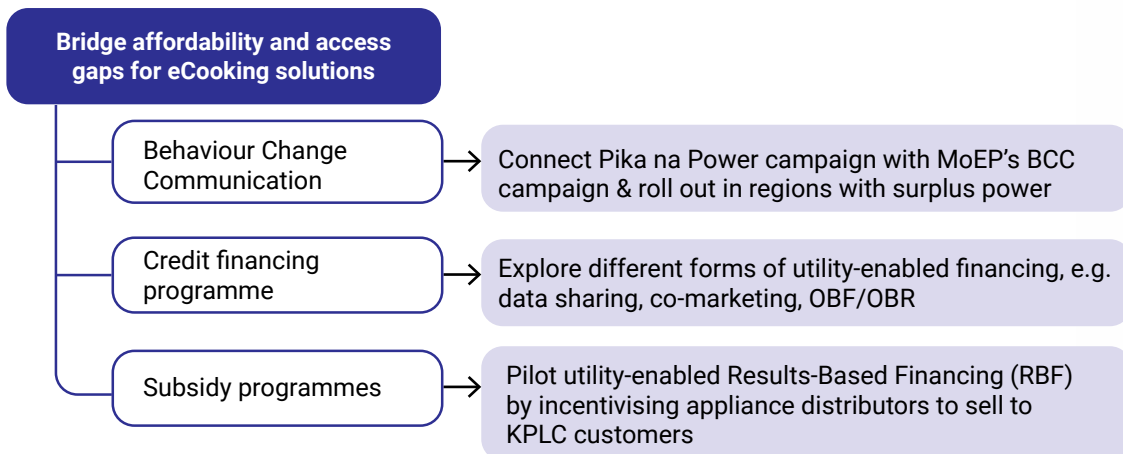 Bridge affordability and access
gaps for eCooking solutions
Behaviour Change
Communication
Connect Pika na Power campaign with MoEP's BCC
campaign & roll out in regions with surplus power
Credit financing
programme
Explore different forms of utility-enabled financing, e.g.
data sharing, co-marketing, OBF/OBR
Subsidy programmes
Pilot utility-enabled Results-Based Financing (RBF)
by incentivising appliance distributors to sell to
KPLC customers